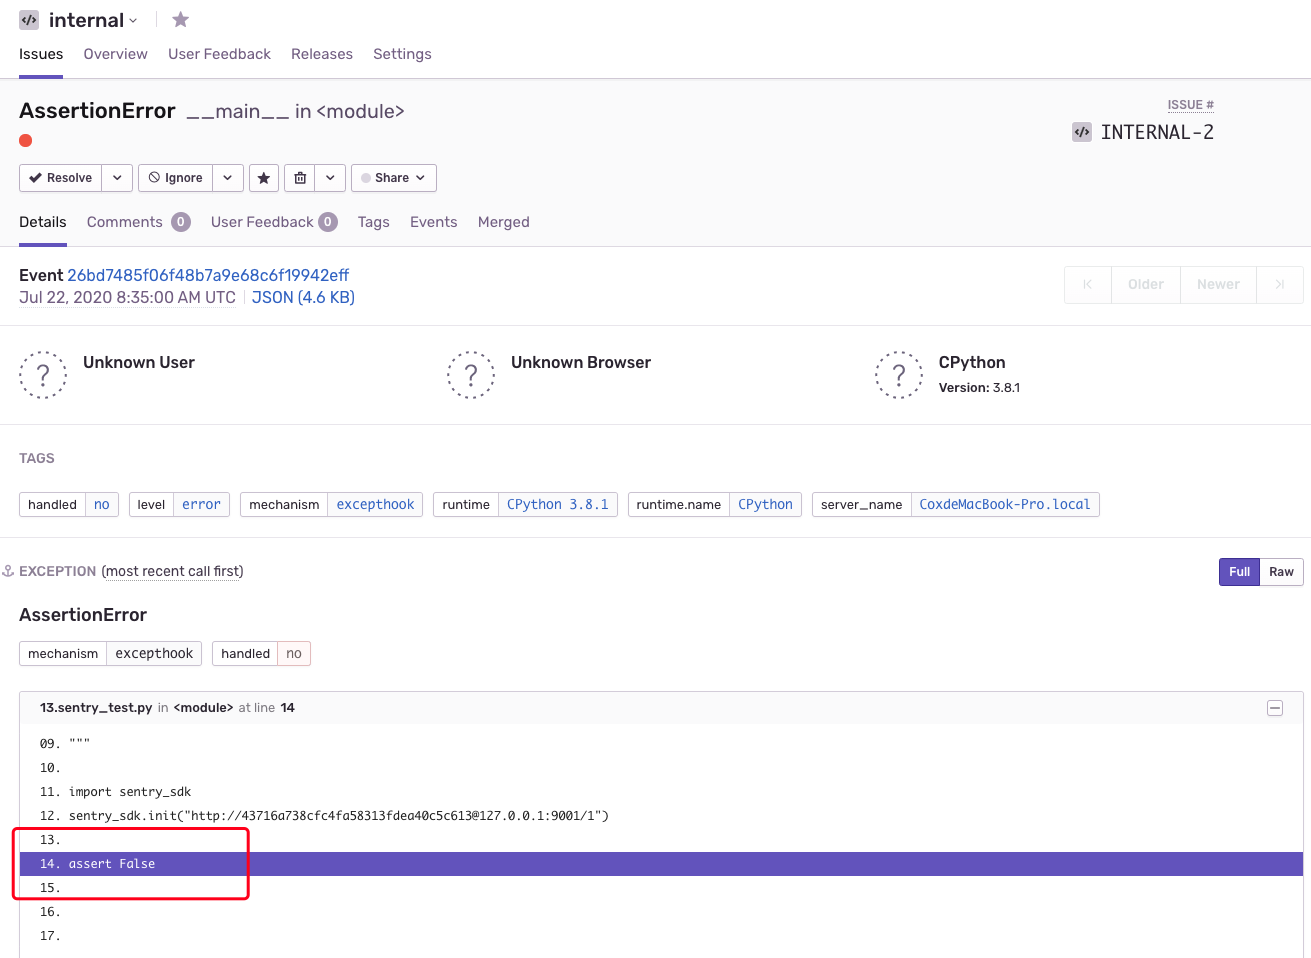 internal
Issues Overview User Feedback Releases Settings
AssertionError __main__ in <module>
ISSUE #
INTERNAL-2
Resolve Ignore Share
Details Comments 0 User Feedback 0 Tags Events Merged
Event 26bd7485f06f48b7a9e68c6f19942eff
Jul 22, 2020 8:35:00 AM UTC JSON (4.6 KB)
Older Newer
? Unknown User
? Unknown Browser
? CPython
Version: 3.8.1
TAGS
handled no level error mechanism excepthook runtime CPython 3.8.1 runtime.name CPython server_name CoxdeMacBook-Pro.local
EXCEPTION (most recent call first)
Full Raw
AssertionError
mechanism excepthook handled no
13.sentry_test.py in <module> at line 14
09. """
10.
11. import sentry_sdk
12. sentry_sdk.init("http://43716a738cfc4fa58313fdea40c5c613@127.0.0.1:9001/1")
13.
14. assert False
15.
16.
17.